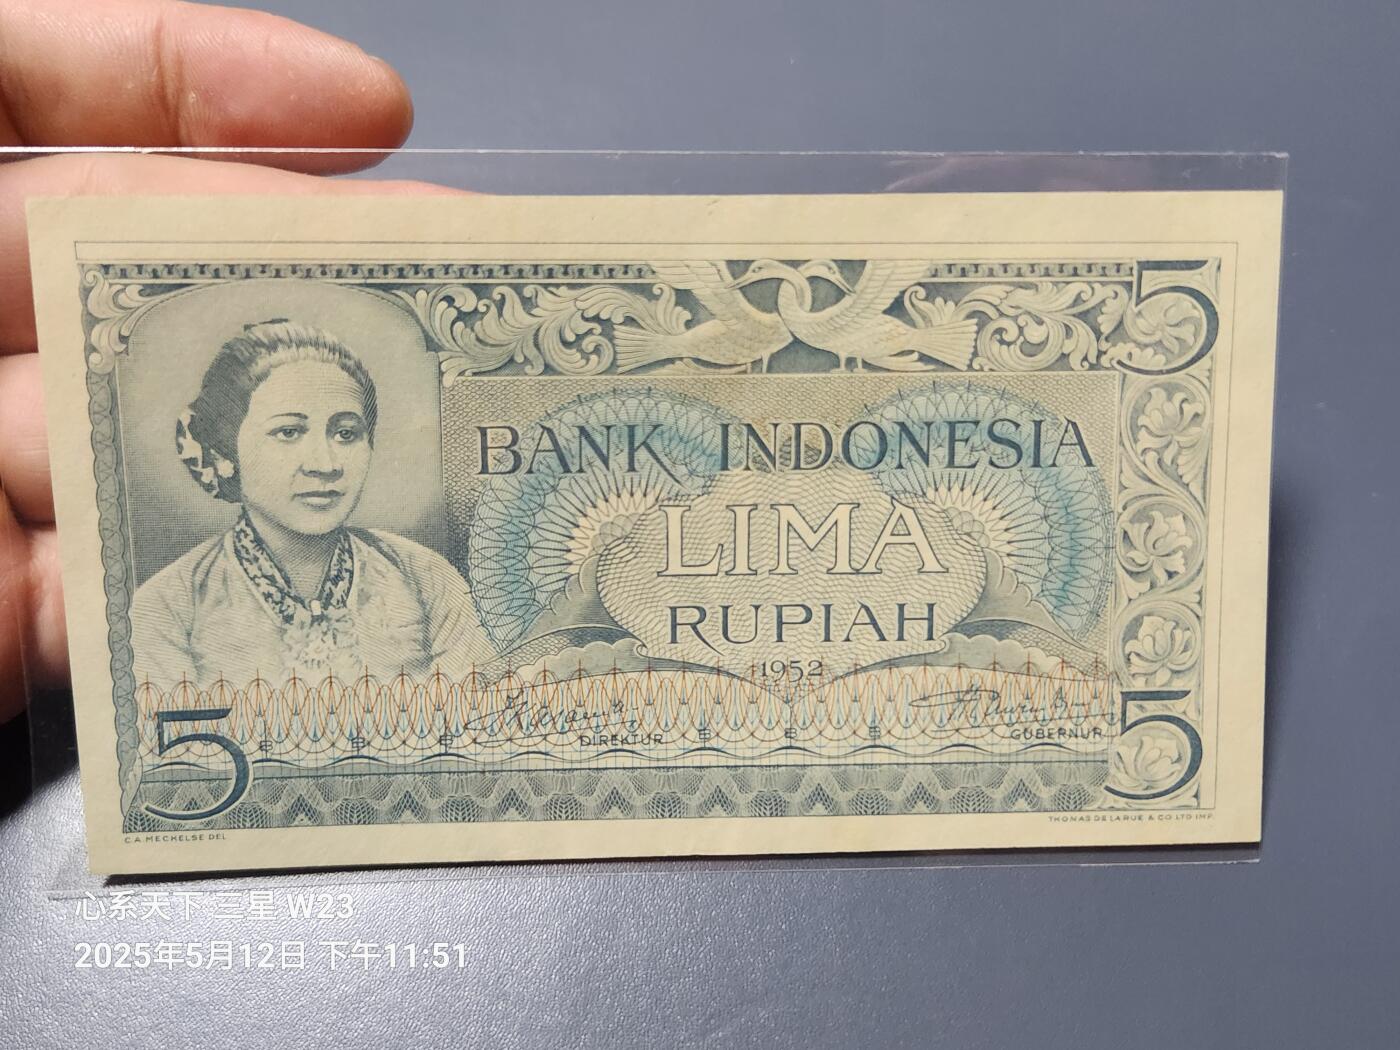 5
BANK INDONESIA
LIMA
RUPIAH
1952
DIREKTUR
GUBERNUR
5
5
C.A. MECHELSE DEL
THOMAS DE LA RUE & CO LTD IMP.
心系天下 三星 W23
2025年5月12日 下午11:51